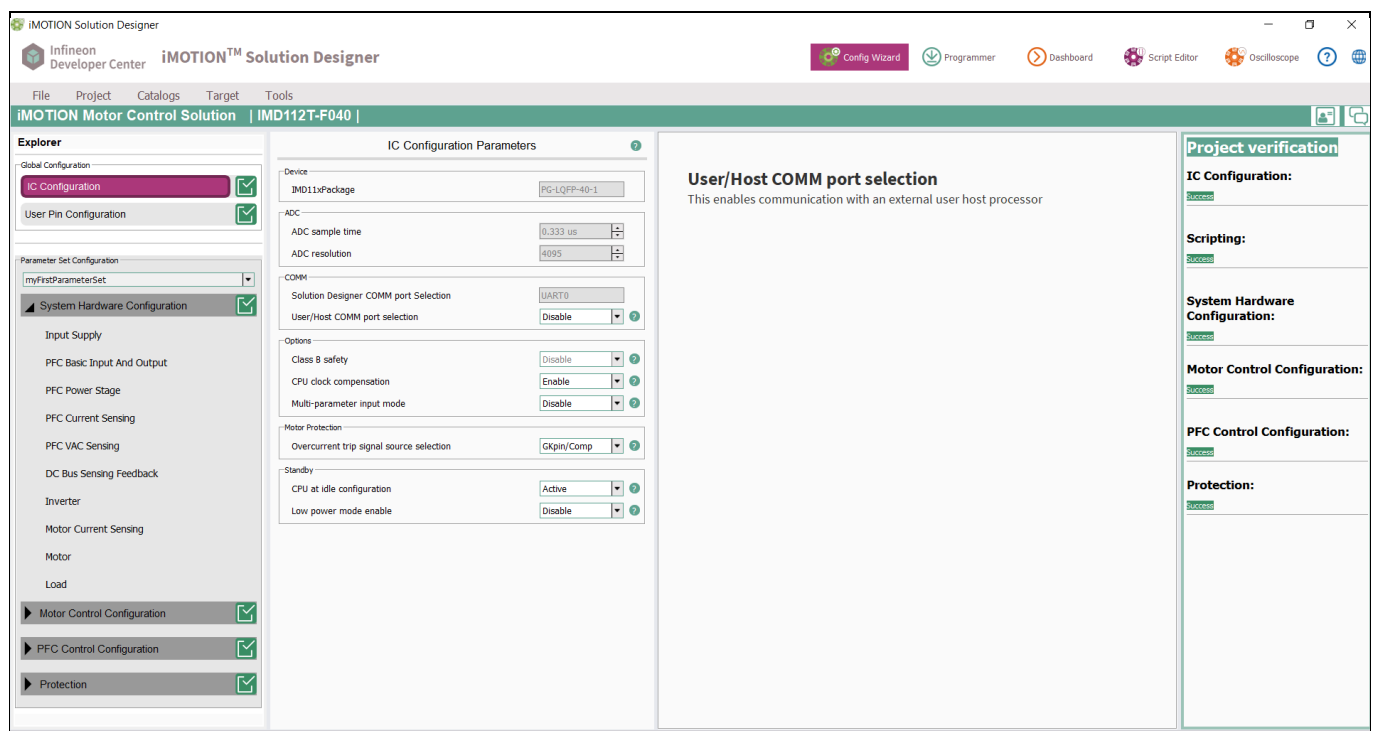 iMOTION Solution Designer
Infineon
Developer Center
iMOTION™ Solution Designer
Config Wizard
Programmer
Dashboard
Script Editor
Oscilloscope
?
File Project Catalogs Target Tools
iMOTION Motor Control Solution | IMD112T-F040 |
Explorer
Global Configuration
IC Configuration
User Pin Configuration
Parameter Set Configuration
myFirstParameterSet
System Hardware Configuration
Input Supply
PFC Basic Input And Output
PFC Power Stage
PFC Current Sensing
PFC VAC Sensing
DC Bus Sensing Feedback
Inverter
Motor Current Sensing
Motor
Load
Motor Control Configuration
PFC Control Configuration
Protection
IC Configuration Parameters ?
Device
IMD11xPackage PG-LQFP-40-1
ADC
ADC sample time 0.333 us
ADC resolution 4095
COMM
Solution Designer COMM port Selection UART0
User/Host COMM port selection Disable ?
Options
Class B safety Disable ?
CPU clock compensation Enable ?
Multi-parameter input mode Disable ?
Motor Protection
Overcurrent trip signal source selection GKpin/Comp ?
Standby
CPU at idle configuration Active ?
Low power mode enable Disable ?
User/Host COMM port selection
This enables communication with an external user host processor
Project verification
IC Configuration:
Success
Scripting:
Success
System Hardware
Configuration:
Success
Motor Control Configuration:
Success
PFC Control Configuration:
Success
Protection:
Success